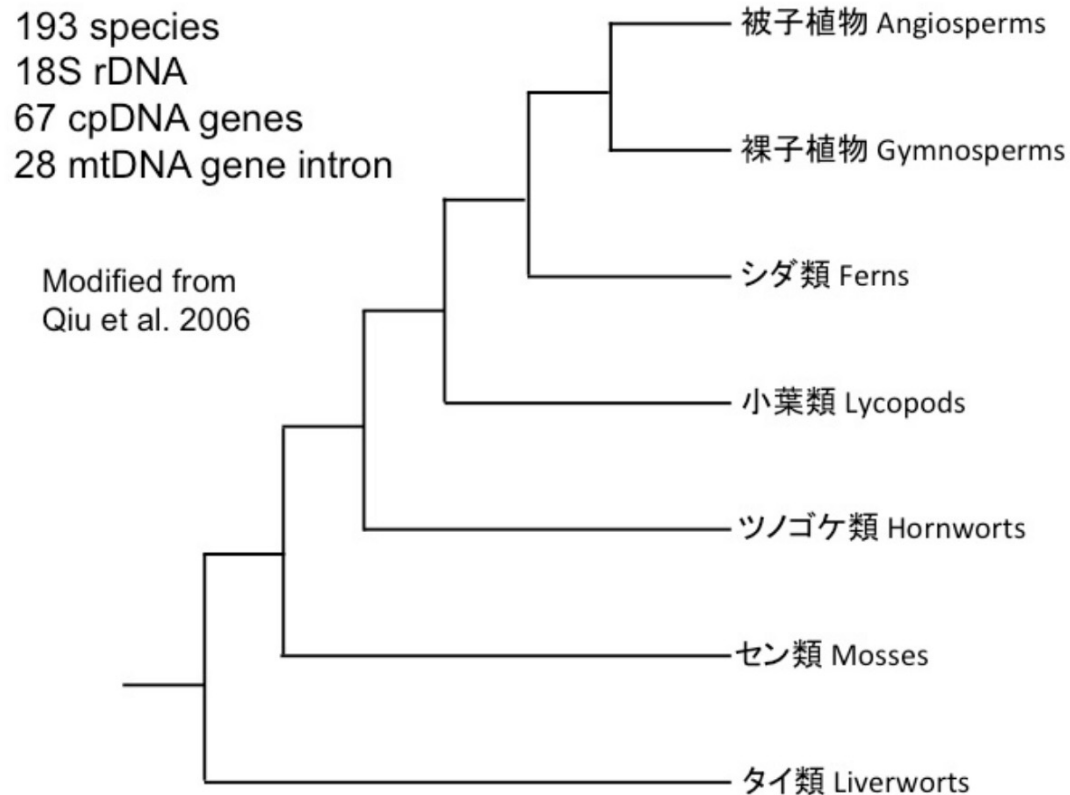 193 species
18S rDNA
67 cpDNA genes
28 mtDNA gene intron
Modified from
Qiu et al. 2006
被子植物 Angiosperms
裸子植物 Gymnosperms
シダ類 Ferns
小葉類 Lycopods
ツノゴケ類 Hornworts
セン類 Mosses
タイ類 Liverworts